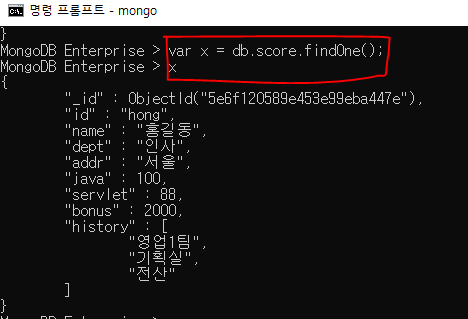 명령 프롬프트 - mongo
}
MongoDB Enterprise > var x = db.score.findOne();
MongoDB Enterprise > x
{
"_id" : ObjectId("5e6f120589e453e99eba447e"),
"id" : "hong",
"name" : "홍길동",
"dept" : "인사",
"addr" : "서울",
"java" : 100,
"servlet" : 88,
"bonus" : 2000,
"history" : [
"영업1팀",
"기획실",
"전산"
]
}